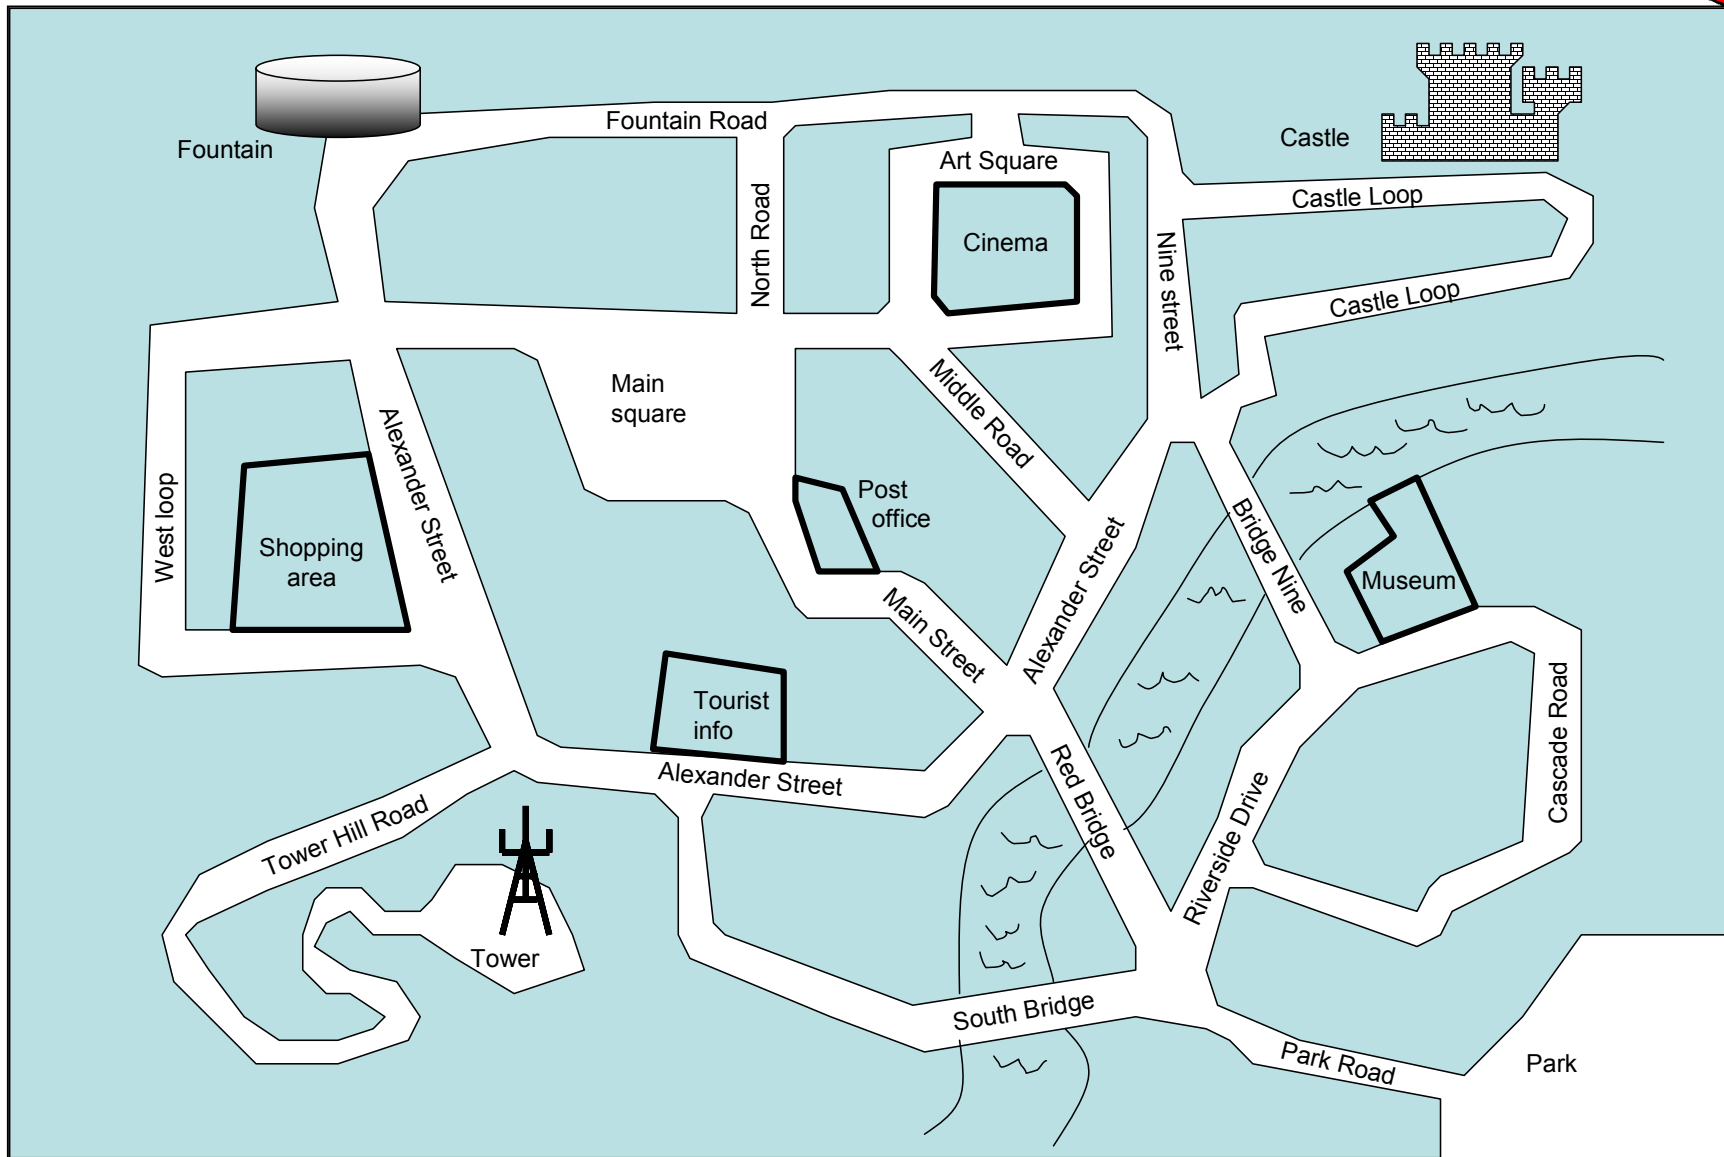 Fountain
Fountain Road
Castle
Art Square
Castle Loop
North Road
Cinema
Nine street
Castle Loop
Main
square
Middle Road
Alexander Street
West loop
Shopping
area
Post
office
Main Street
Alexander Street
Bridge Nine
Museum
Tourist
info
Alexander Street
Red Bridge
Riverside Drive
Cascade Road
Tower Hill Road
Tower
South Bridge
Park Road
Park